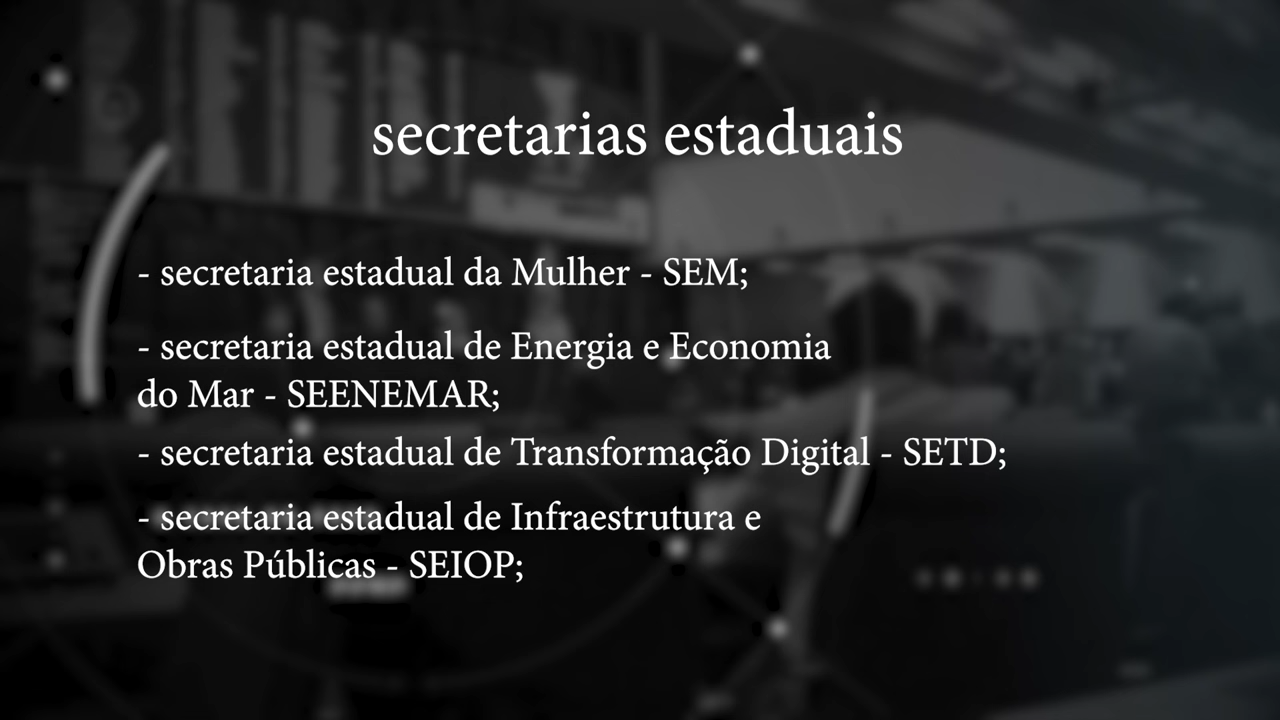 secretarias estaduais
- secretaria estadual da Mulher - SEM;
- secretaria estadual de Energia e Economia
do Mar - SEENEMAR;
- secretaria estadual de Transformação Digital - SETD;
- secretaria estadual de Infraestrutura e
Obras Públicas - SEIOP;